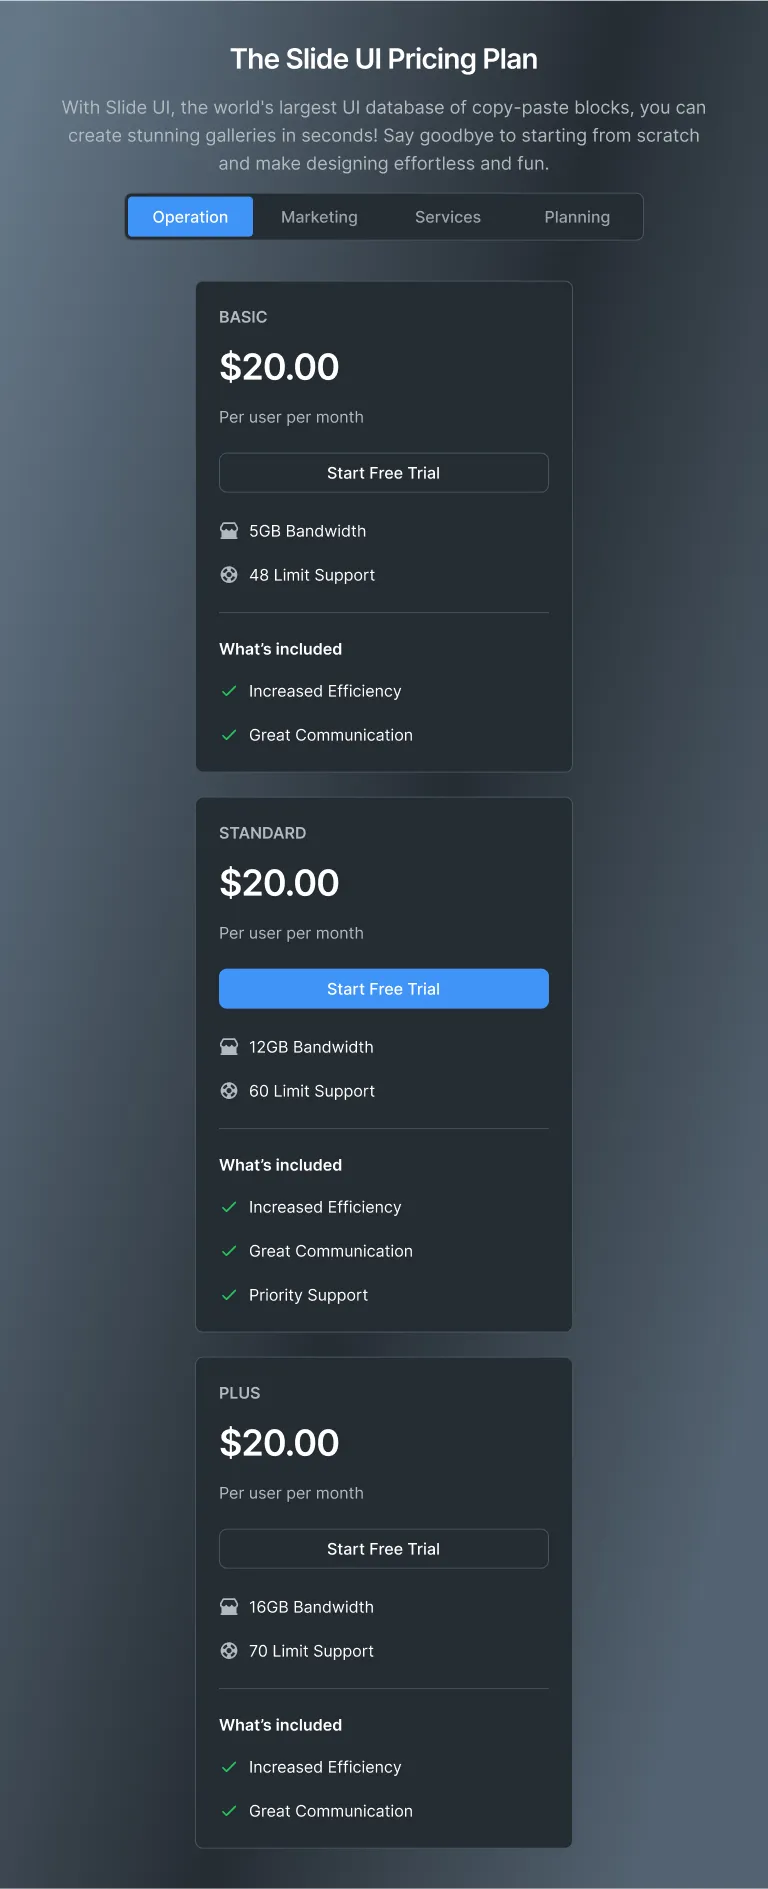 The Slide UI Pricing Plan
With Slide UI, the world's largest UI database of copy-paste blocks, you can
create stunning galleries in seconds! Say goodbye to starting from scratch
and make designing effortless and fun.
Operation Marketing Services Planning
BASIC
$20.00
Per user per month
Start Free Trial
5GB Bandwidth
48 Limit Support
What’s included
Increased Efficiency
Great Communication
STANDARD
$20.00
Per user per month
Start Free Trial
12GB Bandwidth
60 Limit Support
What’s included
Increased Efficiency
Great Communication
Priority Support
PLUS
$20.00
Per user per month
Start Free Trial
16GB Bandwidth
70 Limit Support
What’s included
Increased Efficiency
Great Communication